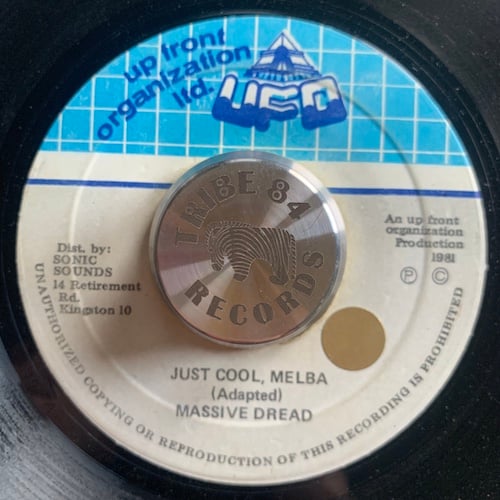 up front
organization
ltd.
UFO
TRIBE 84
RECORDS
Dist. by:
SONIC
SOUNDS
14 Retirement
Rd.
Kingston 10
An up front
organization
Production
1981
Ⓟ ©
JUST COOL, MELBA
(Adapted)
MASSIVE DREAD
UNAUTHORIZED COPYING OR REPRODUCTION OF THIS RECORDING IS PROHIBITED